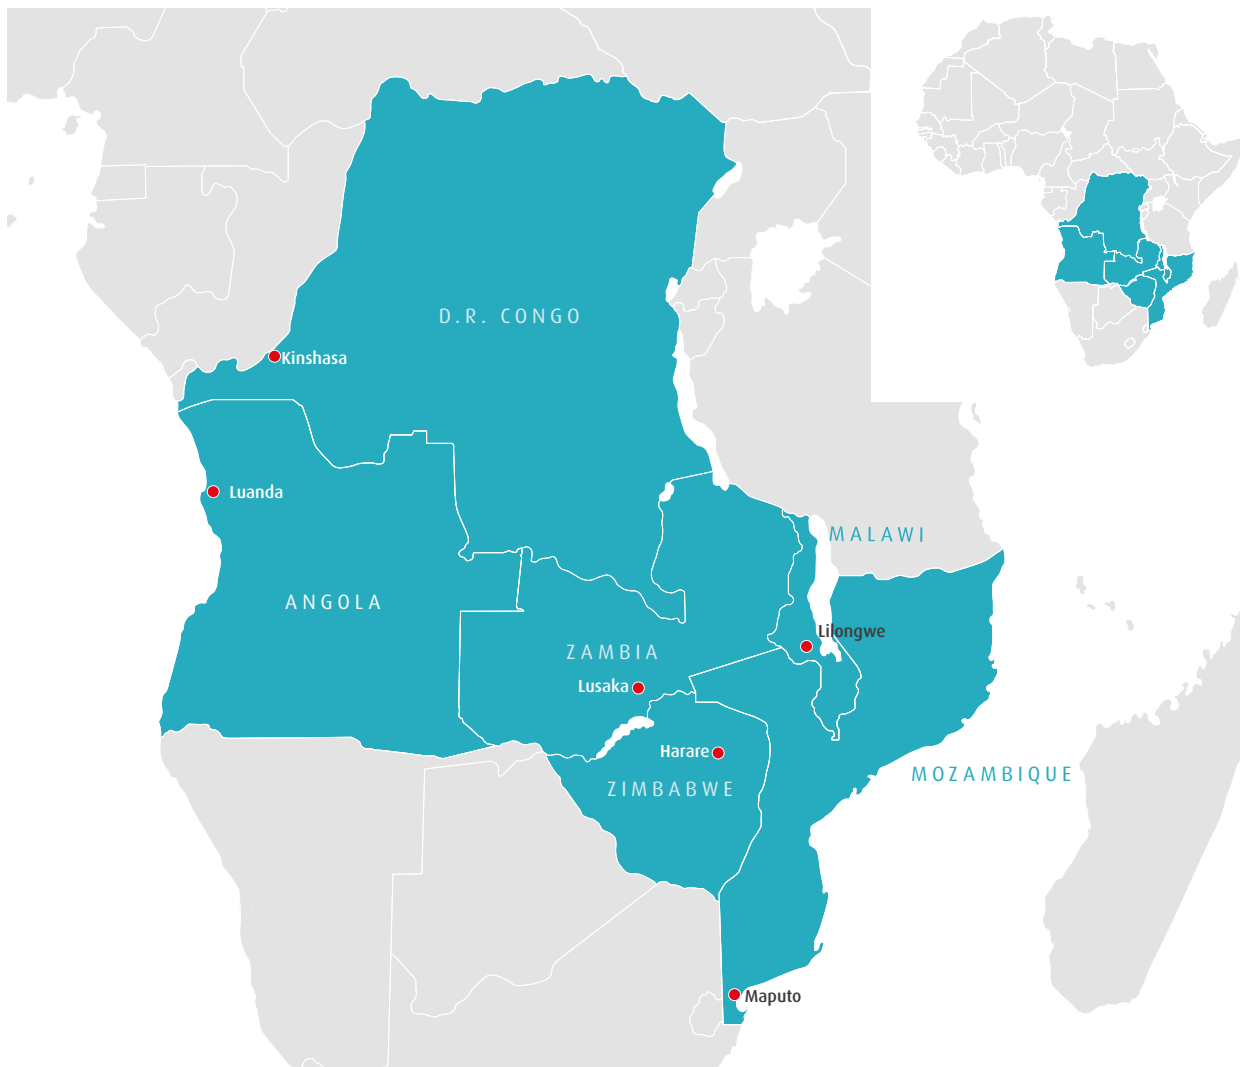 D.R. CONGO
Kinshasa
Luanda
MALAWI
ANGOLA
Lilongwe
ZAMBIA
Lusaka
Harare
MOZAMBIQUE
ZIMBABWE
Maputo